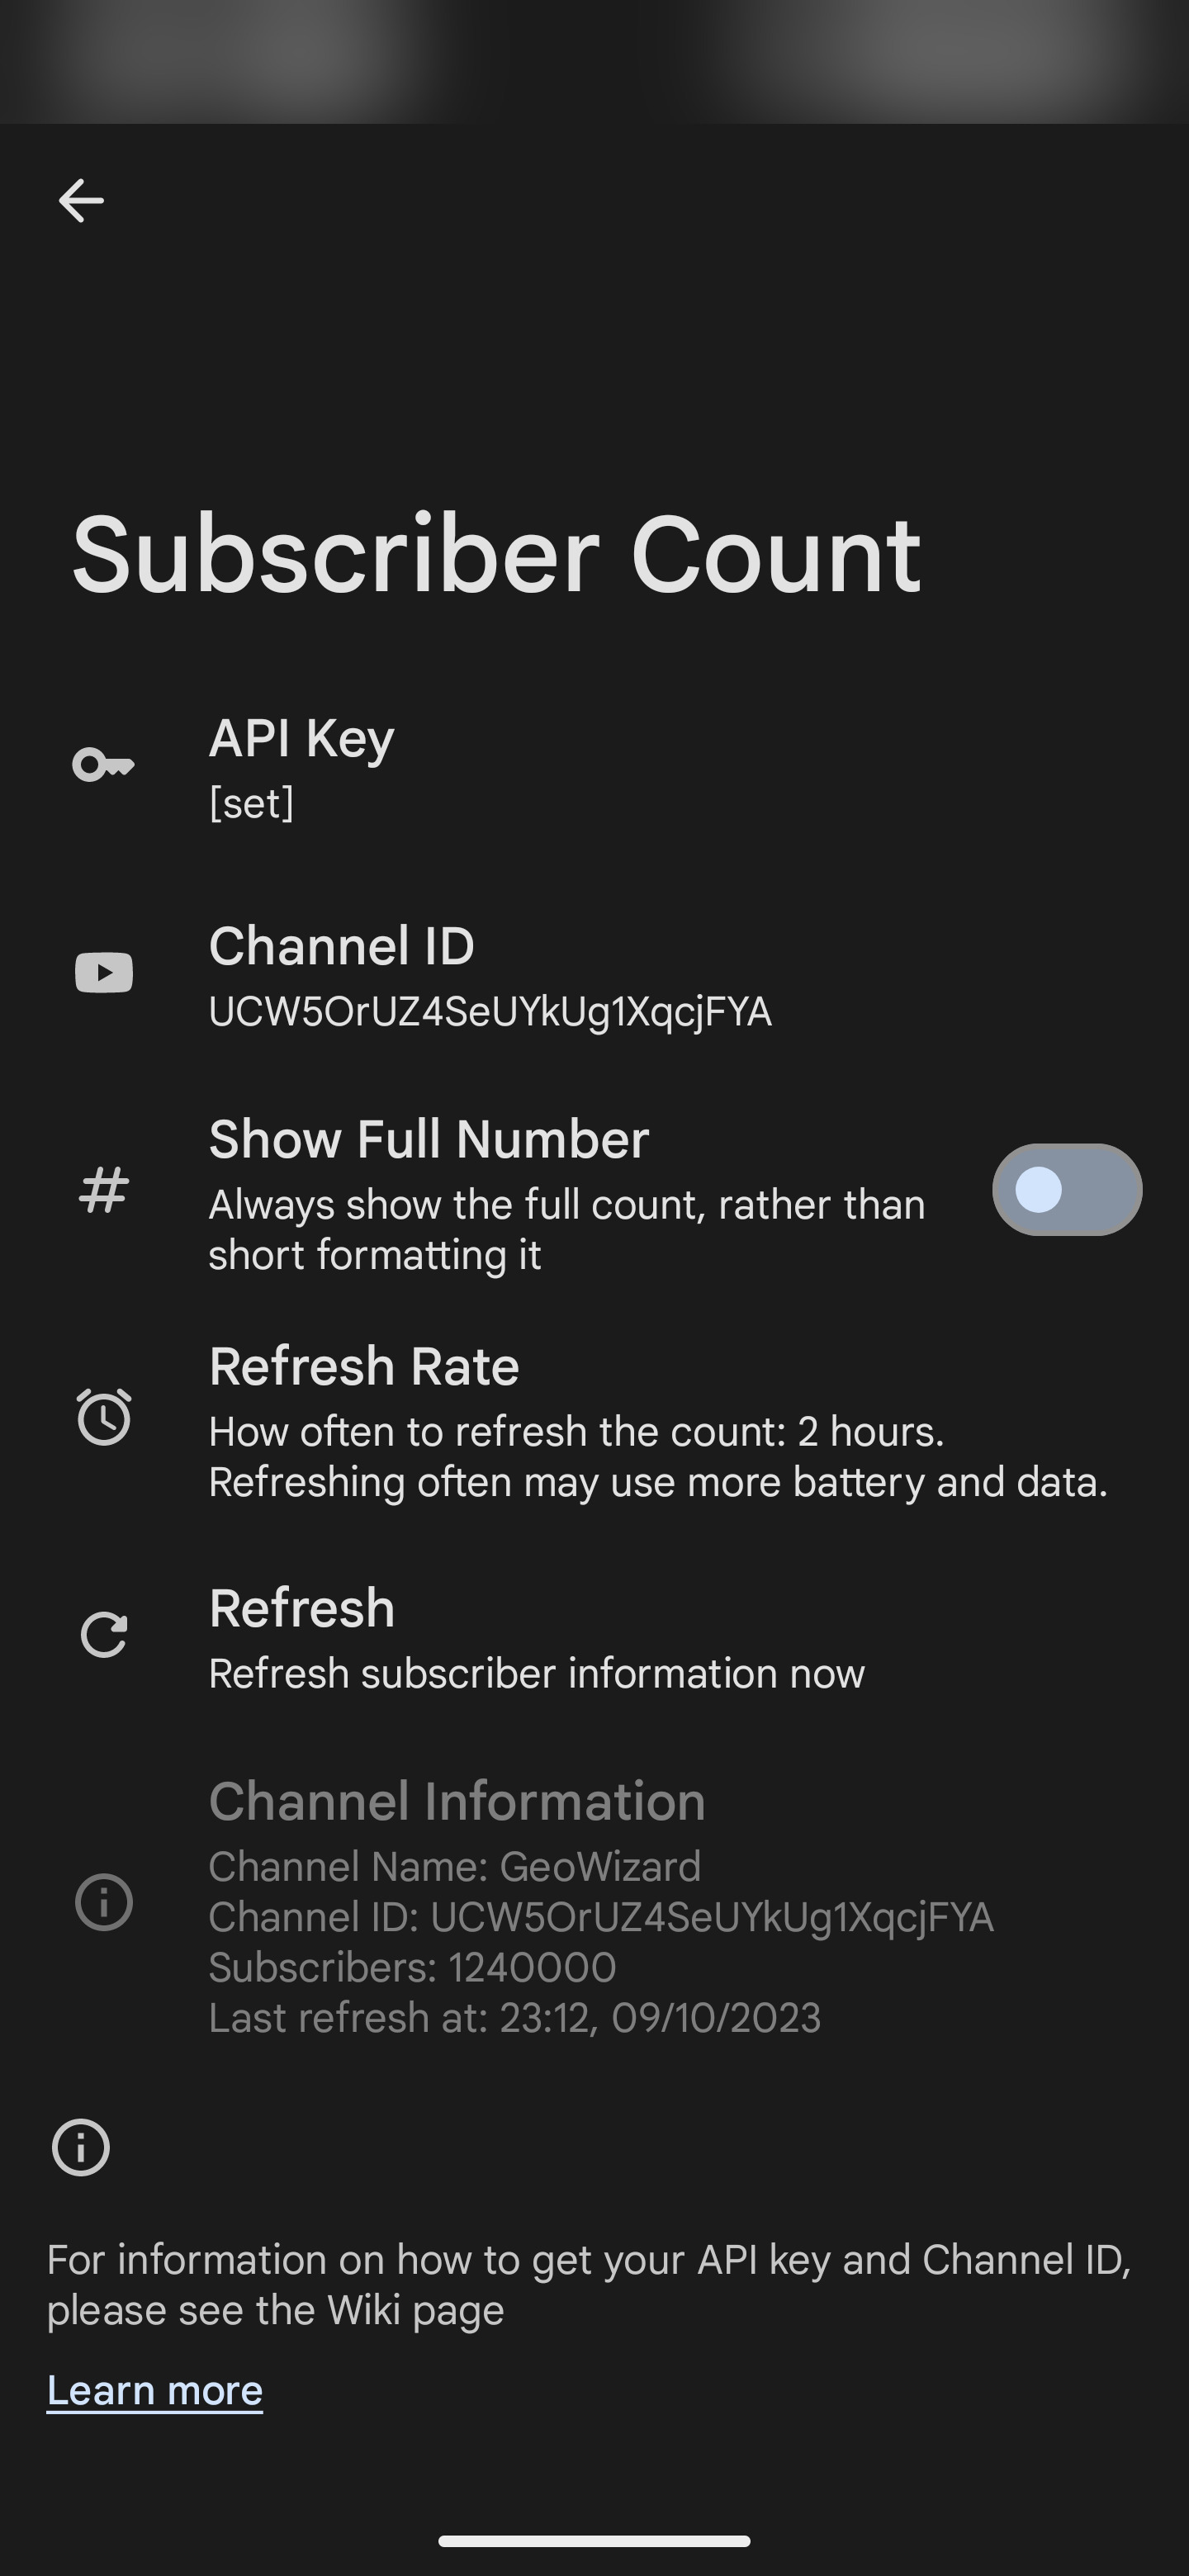 Subscriber Count
API Key
[set]
Channel ID
UCW5OrUZ4SeUYkUg1XqcjFYA
Show Full Number
Always show the full count, rather than
short formatting it
Refresh Rate
How often to refresh the count: 2 hours.
Refreshing often may use more battery and data.
Refresh
Refresh subscriber information now
Channel Information
Channel Name: GeoWizard
Channel ID: UCW5OrUZ4SeUYkUg1XqcjFYA
Subscribers: 1240000
Last refresh at: 23:12, 09/10/2023
For information on how to get your API key and Channel ID,
please see the Wiki page
Learn more